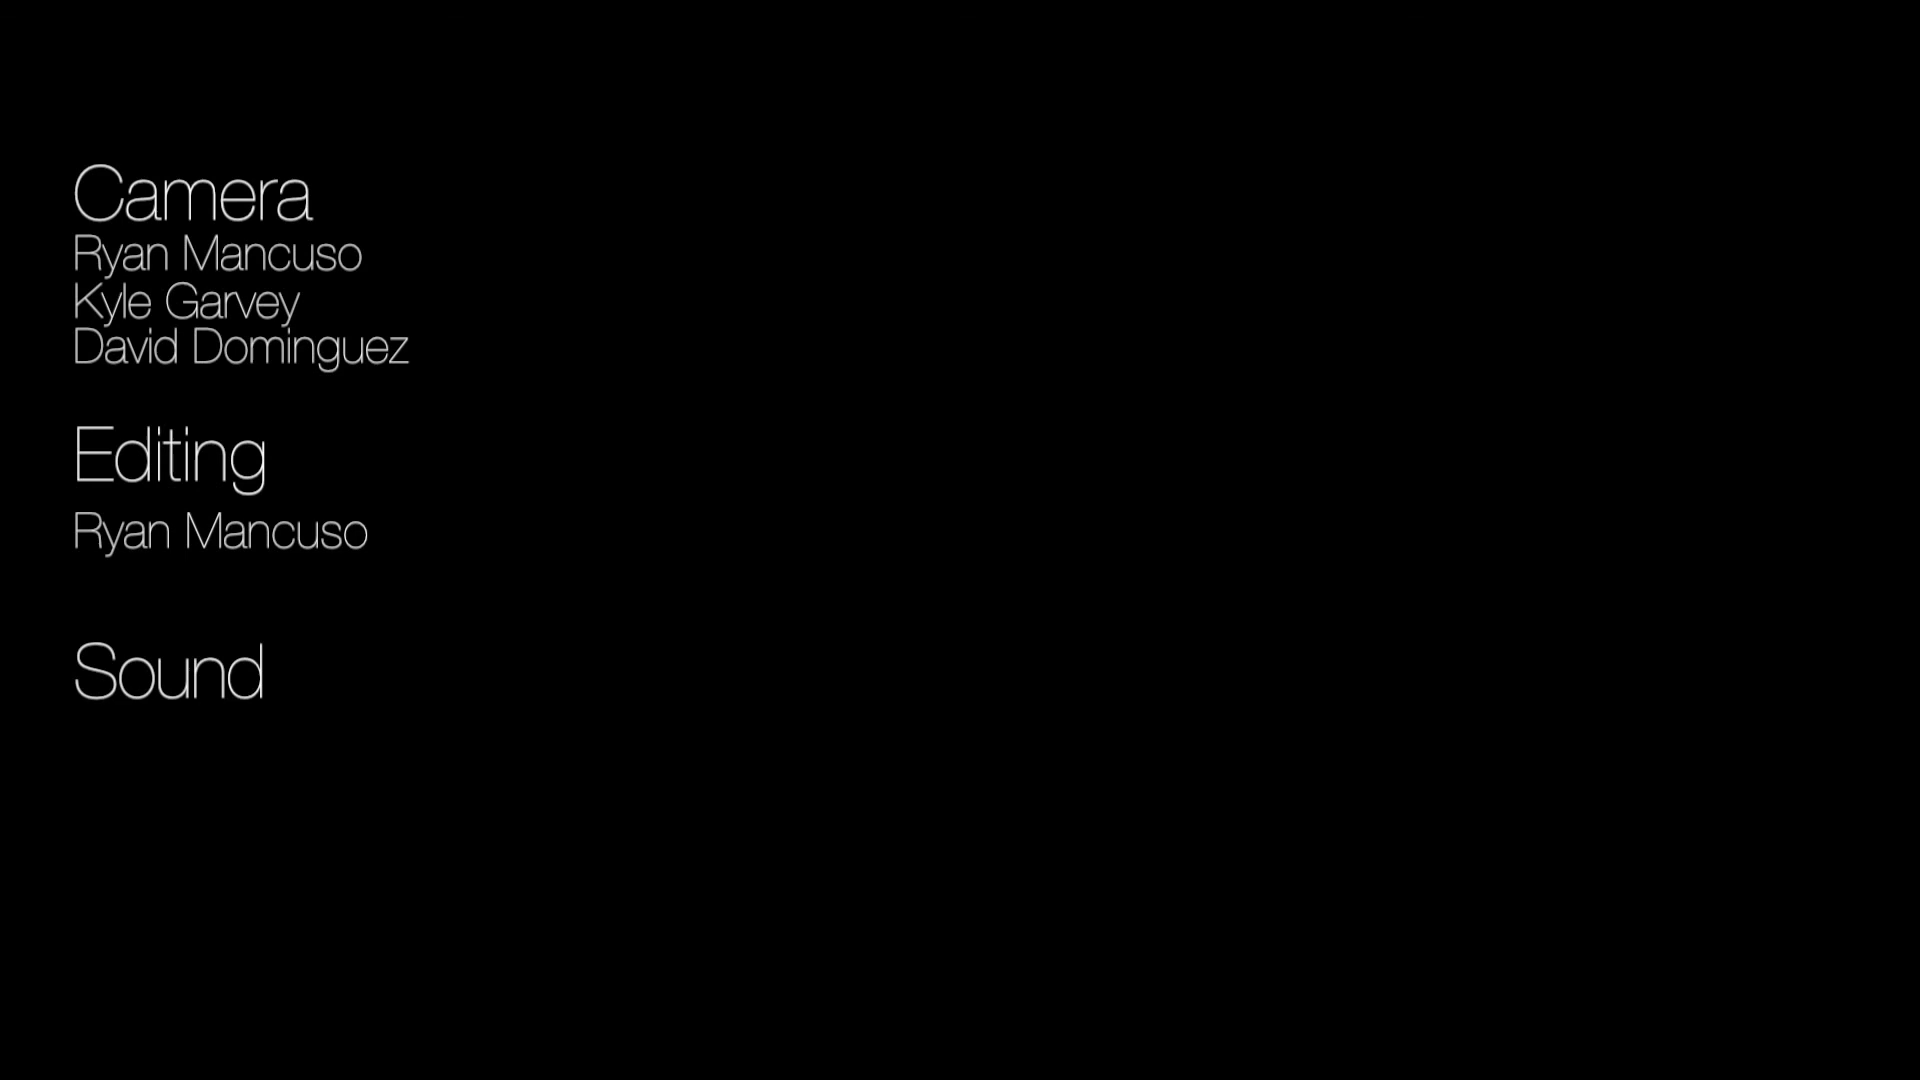 Camera
Ryan Mancuso
Kyle Garvey
David Dominguez
Editing
Ryan Mancuso
Sound